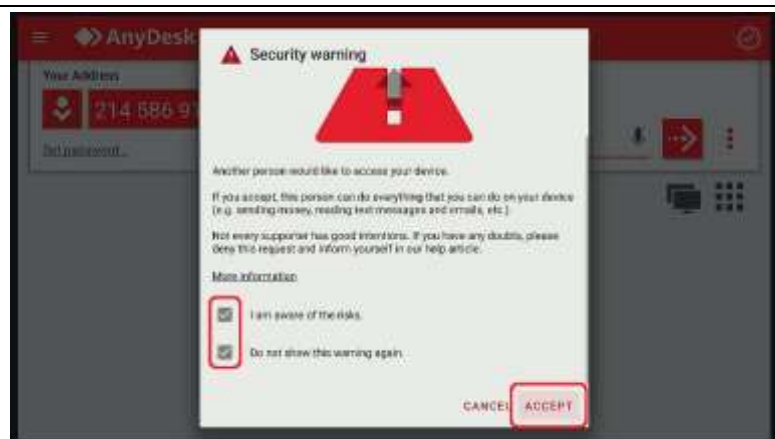 AnyDesk
Security warning
Your Address
214 586 9
Set password...
Another person would like to access your device.
If you accept, this person can do everything that you can do on your device
(e.g. sending money, reading text messages and emails, etc.)
Not every supporter has good intentions. If you have any doubts, please
deny this request and inform yourself in our help article.
More information
I am aware of the risks.
Do not show this warning again.
CANCEL ACCEPT